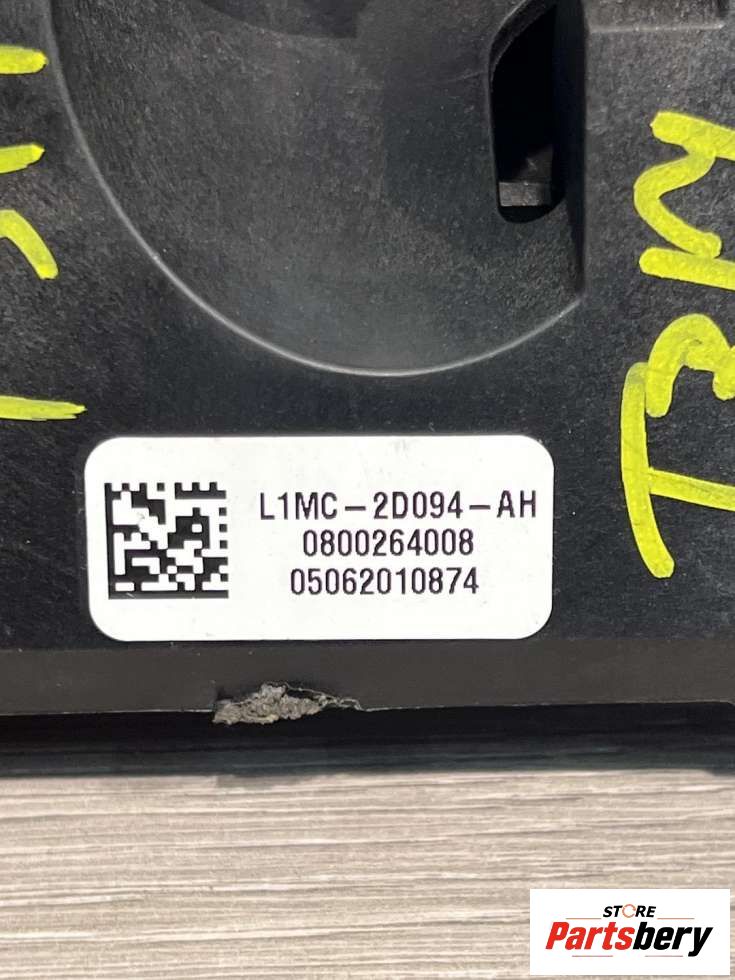 L1MC-2D094-AH
0800264008
05062010874
STORE
Partsbery